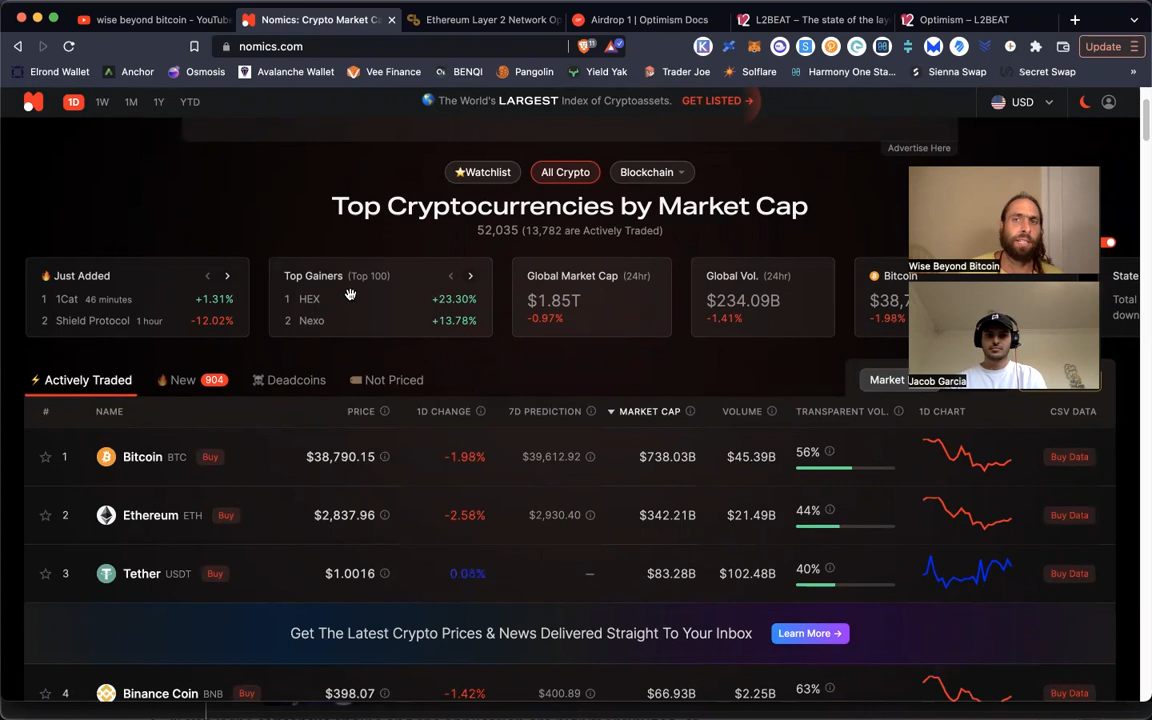 wise beyond bitcoin - YouTube
Nomics: Crypto Market Ca
Ethereum Layer 2 Network Op
Airdrop 1 | Optimism Docs
L2BEAT – The state of the lay
Optimism – L2BEAT
nomics.com
Update
Elrond Wallet
Anchor
Osmosis
Avalanche Wallet
Vee Finance
BENQI
Pangolin
Yield Yak
Trader Joe
Solflare
Harmony One Sta...
Sienna Swap
Secret Swap
1D 1W 1M 1Y YTD
The World's LARGEST Index of Cryptoassets. GET LISTED →
USD
Advertise Here
Watchlist All Crypto Blockchain
Top Cryptocurrencies by Market Cap
52,035 (13,782 are Actively Traded)
Just Added
1 1Cat 46 minutes +1.31%
2 Shield Protocol 1 hour -12.02%
Top Gainers (Top 100)
1 HEX +23.30%
2 Nexo +13.78%
Global Market Cap (24hr)
$1.85T
-0.97%
Global Vol. (24hr)
$234.09B
-1.41%
Bitcoin
$38,7
-1.98%
State
Total
down
Wise Beyond Bitcoin
Jacob Garcia
Actively Traded New 904 Deadcoins Not Priced
Market
# NAME PRICE 1D CHANGE 7D PREDICTION MARKET CAP VOLUME TRANSPARENT VOL. 1D CHART CSV DATA
1 Bitcoin BTC Buy $38,790.15 -1.98% $39,612.92 $738.03B $45.39B 56% Buy Data
2 Ethereum ETH Buy $2,837.96 -2.58% $2,930.40 $342.21B $21.49B 44% Buy Data
3 Tether USDT Buy $1.0016 0.08% – $83.28B $102.48B 40% Buy Data
Get The Latest Crypto Prices & News Delivered Straight To Your Inbox Learn More →
4 Binance Coin BNB Buy $398.07 -1.42% $400.89 $66.93B $2.25B 63% Buy Data